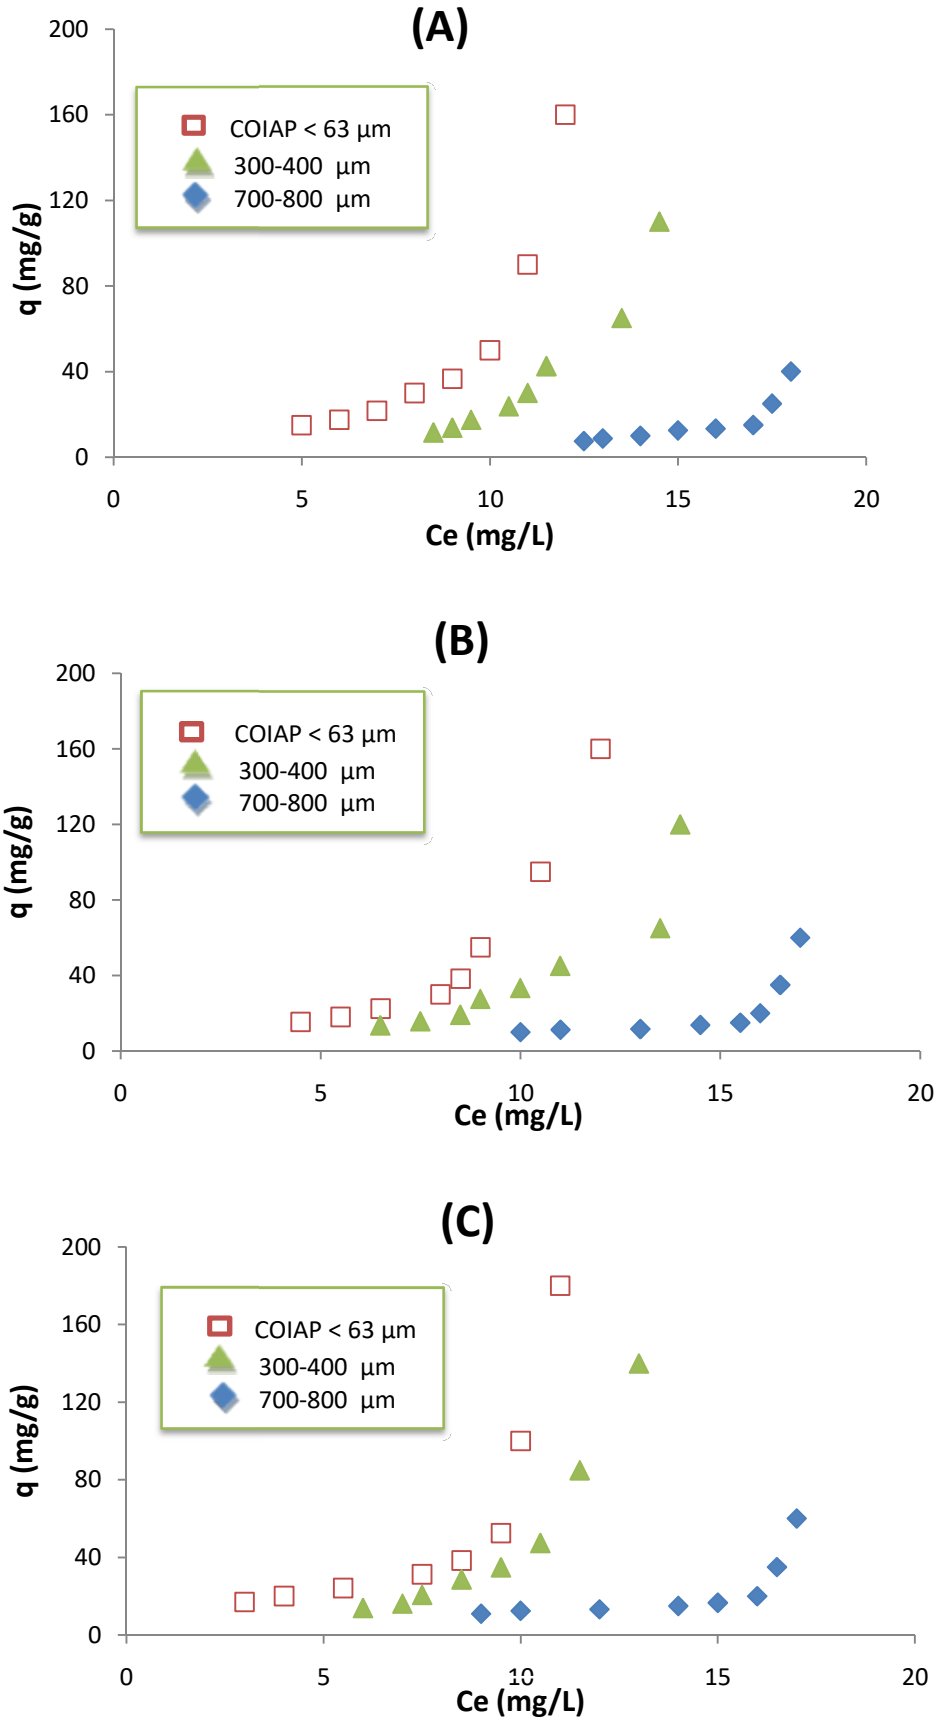 (A)
200
160
120
80
40
0
q (mg/g)
COIAP < 63 µm
300-400 µm
700-800 µm
0 5 10 15 20
Ce (mg/L)
(B)
200
160
120
80
40
0
q (mg/g)
COIAP < 63 µm
300-400 µm
700-800 µm
0 5 10 15 20
Ce (mg/L)
(C)
200
160
120
80
40
0
q (mg/g)
COIAP < 63 µm
300-400 µm
700-800 µm
0 5 10 15 20
Ce (mg/L)